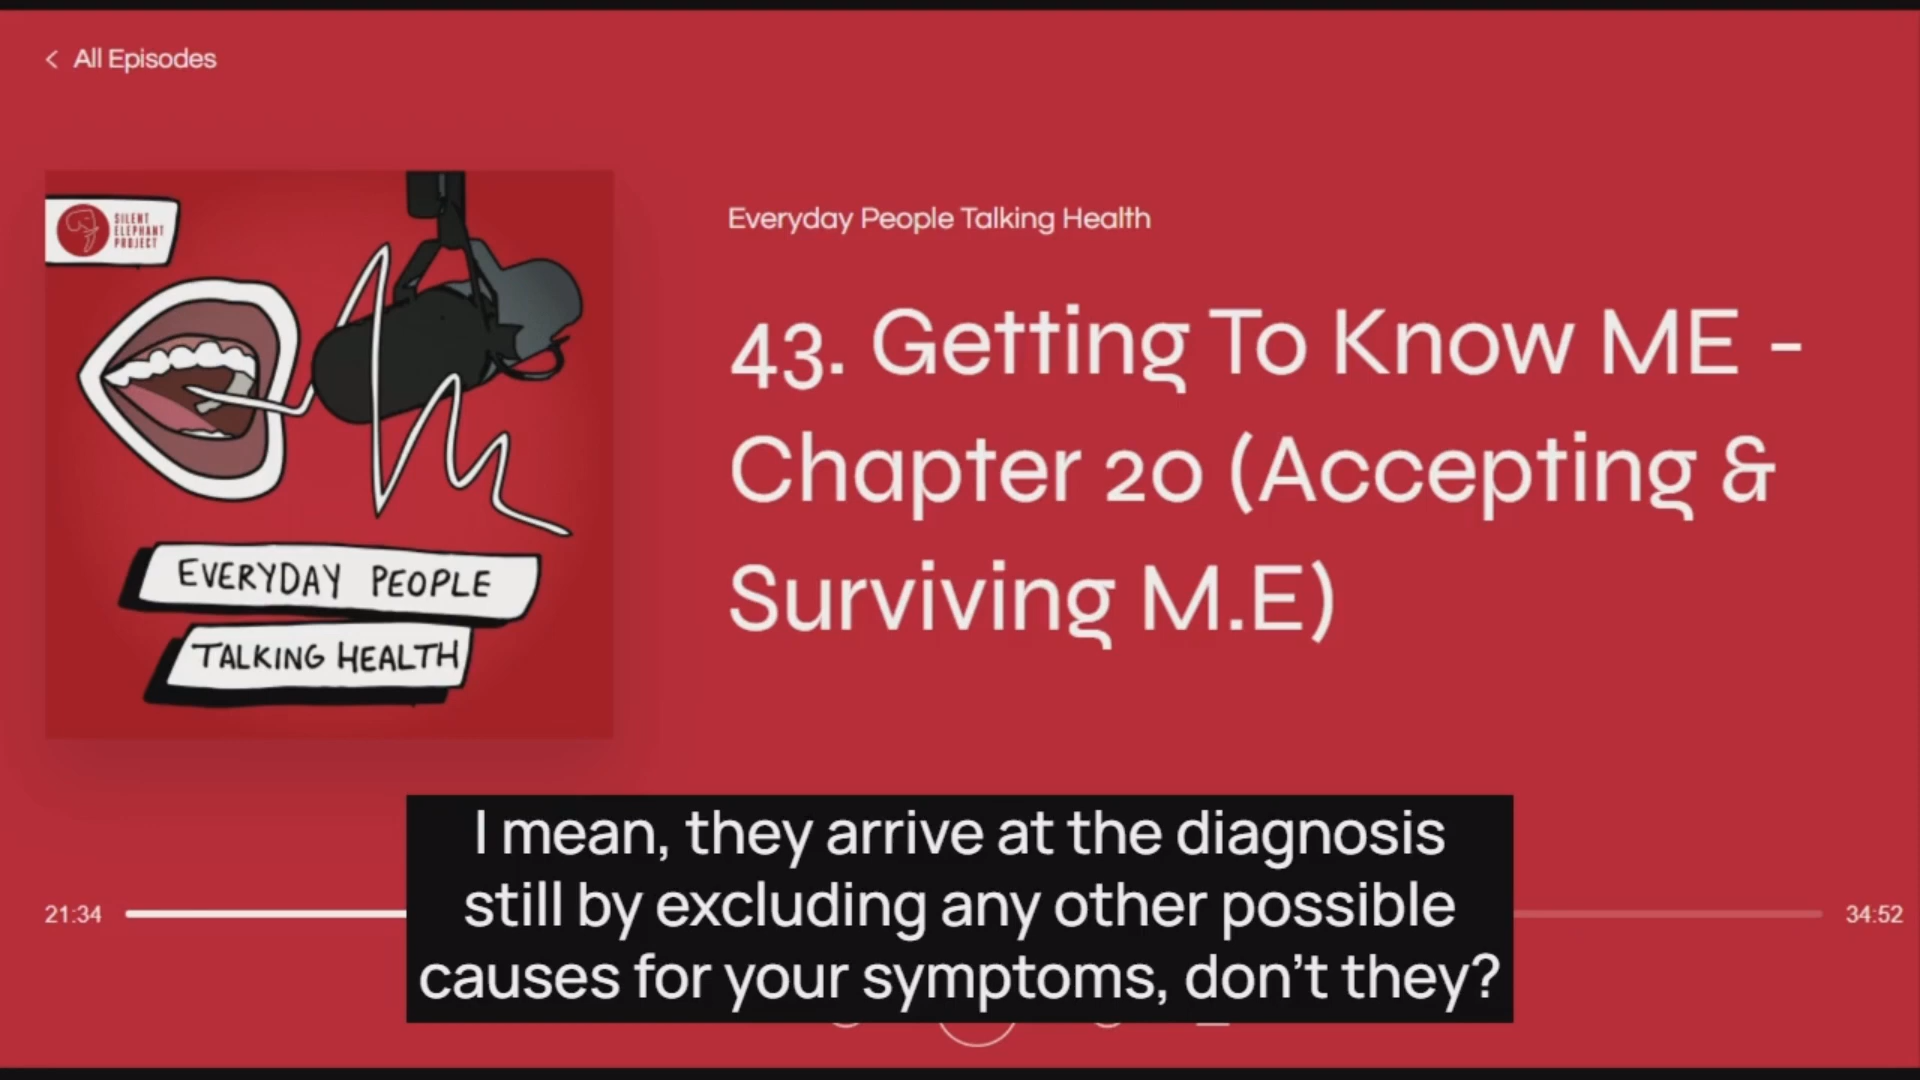 All Episodes
SILENT
ELEPHANT
PROJECT
EVERYDAY PEOPLE
TALKING HEALTH
Everyday People Talking Health
43. Getting To Know ME -
Chapter 20 (Accepting &
Surviving M.E)
I mean, they arrive at the diagnosis
still by excluding any other possible
causes for your symptoms, don't they?
21:34
34:52